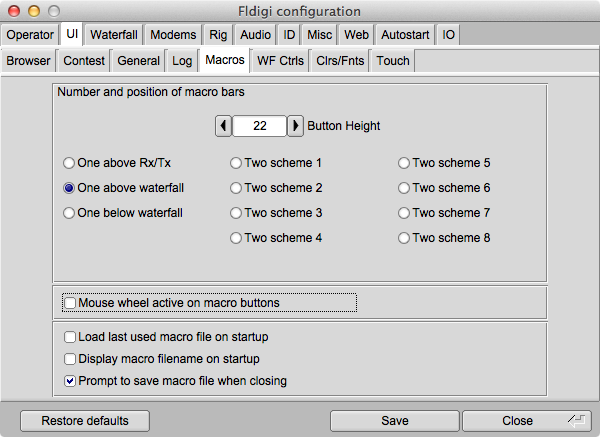 Fldigi configuration
Operator UI Waterfall Modems Rig Audio ID Misc Web Autostart IO
Browser Contest General Log Macros WF Ctrls Clrs/Fnts Touch
Number and position of macro bars
22 Button Height
One above Rx/Tx Two scheme 1 Two scheme 5
One above waterfall Two scheme 2 Two scheme 6
One below waterfall Two scheme 3 Two scheme 7
Two scheme 4 Two scheme 8
Mouse wheel active on macro buttons
Load last used macro file on startup
Display macro filename on startup
Prompt to save macro file when closing
Restore defaults Save Close